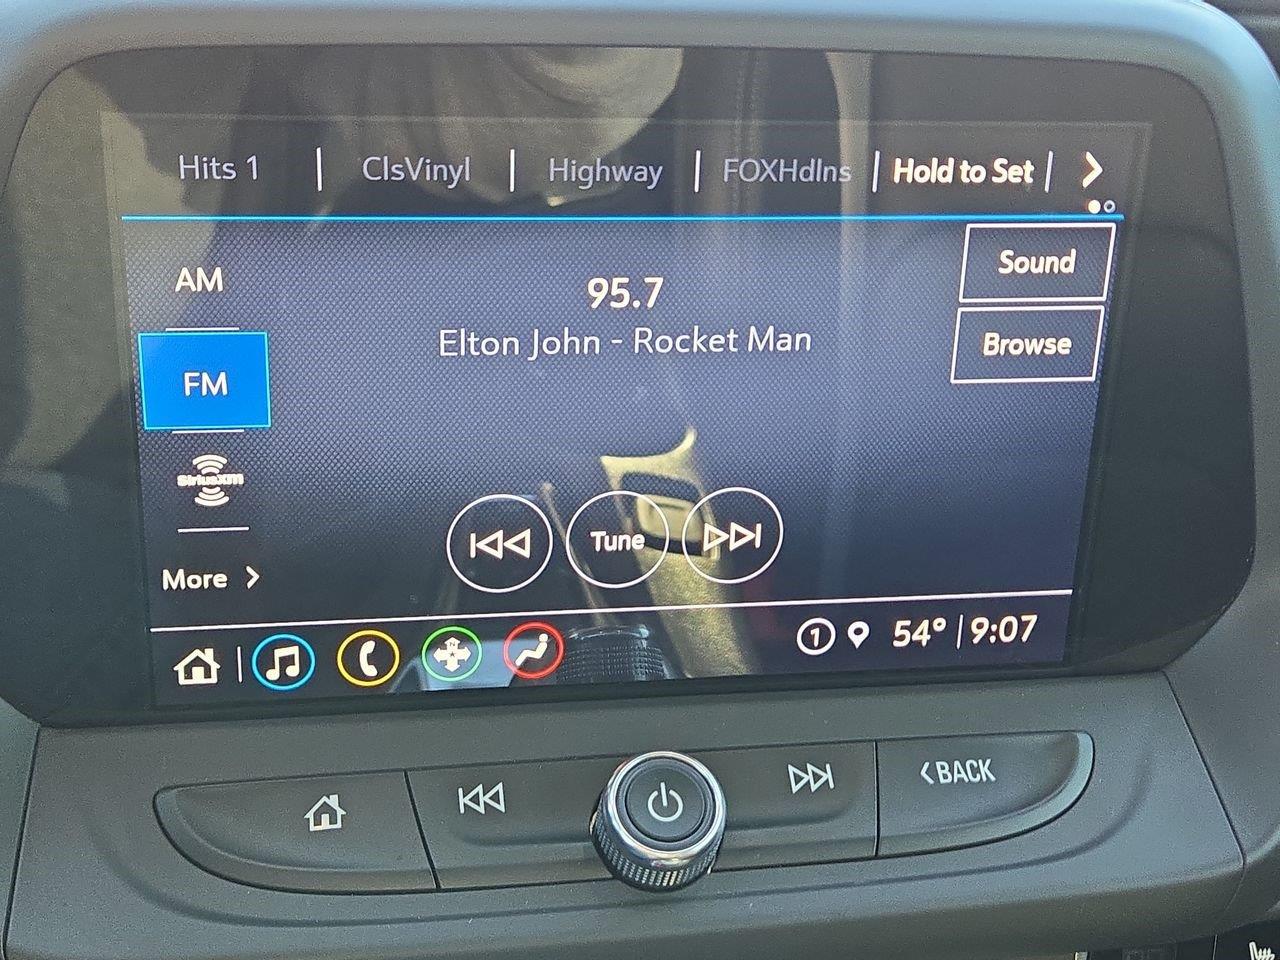 Hits 1 | ClsVinyl | Highway | FOXHdlns | Hold to Set |
AM
95.7
Sound
Elton John - Rocket Man
Browse
FM
SiriusXM
Tune
More >
N
1 54° | 9:07
< BACK